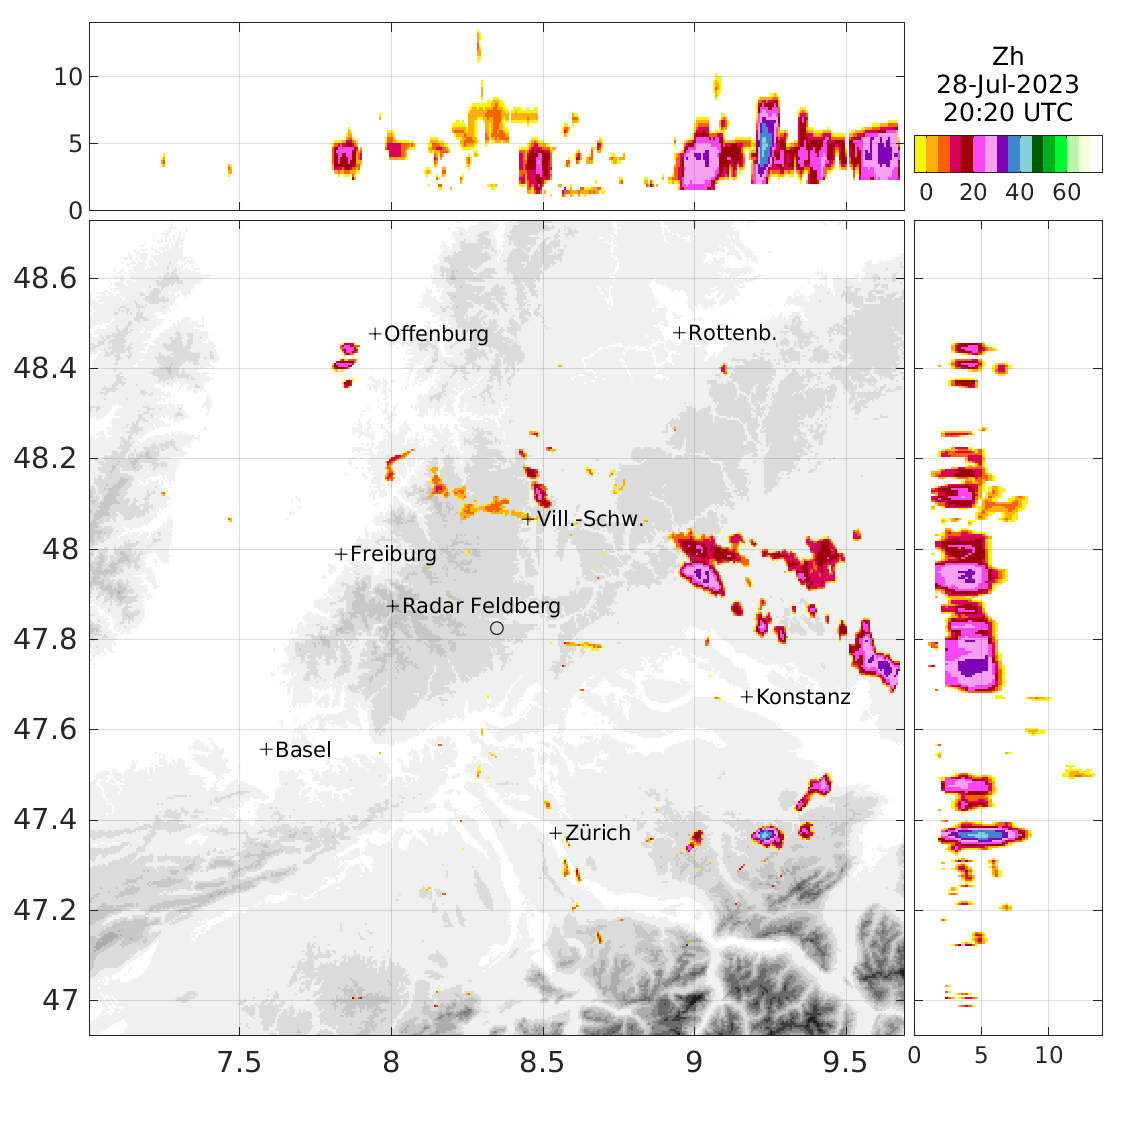 10
5
0
Zh
28-Jul-2023
20:20 UTC
0 20 40 60
48.6
48.4
48.2
48
47.8
47.6
47.4
47.2
47
+Offenburg
+Rottenb.
+Vill.-Schw.
+Freiburg
+Radar Feldberg
+Konstanz
+Basel
+Zürich
7.5 8 8.5 9 9.5
0 5 10